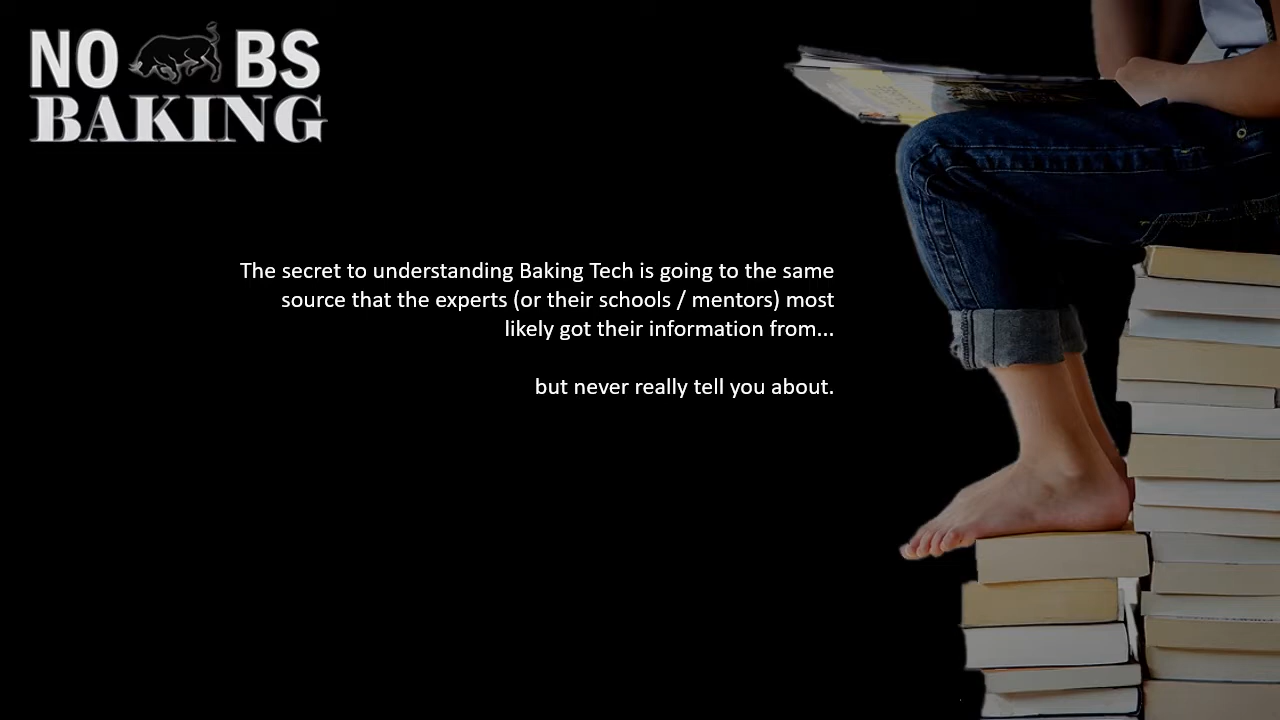 NO BS
BAKING
The secret to understanding Baking Tech is going to the same
source that the experts (or their schools / mentors) most
likely got their information from...
but never really tell you about.